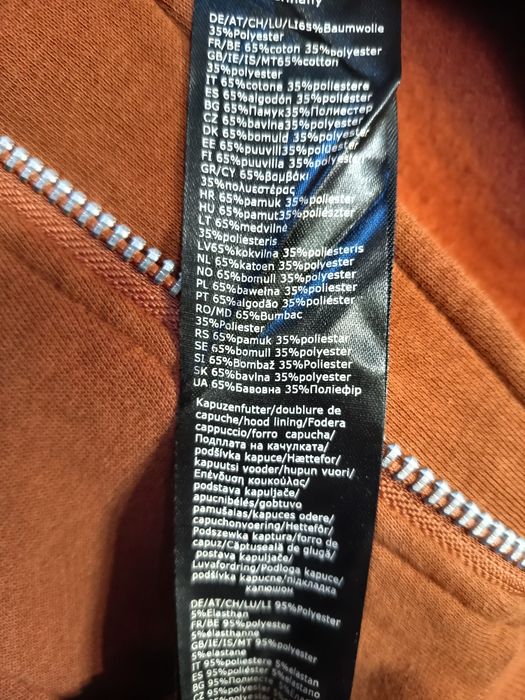 DE/AT/CH/LU/LI65%Baumwolle
35%Polyester
FR/BE 65%coton 35%polyester
GB/IE/IS/MT65%cotton
35%polyester
IT 65%cotone 35%poliestere
ES 65%algodón 35%poliéster
BG 65%Памук35%Полиестер
CZ 65%bavlna35%polyester
DK 65%bomuld 35%polyester
EE 65%puuvill35%polüester
FI 65%puuvilla 35%polyester
GR/CY 65%βαμβάκι
35%πολυεστέρας
HR 65%pamuk 35%poliester
HU 65%pamut35%poliészter
LT 65%medvilnė
35%poliesteris
LV65%kokvilna 35%poliesteris
NL 65%katoen 35%polyester
NO 65%bomull 35%polyester
PL 65%bawełna 35%poliester
PT 65%algodão 35%poliéster
RO/MD 65%Bumbac
35%Poliester
RS 65%pamuk 35%poliestar
SE 65%bomull 35%polyester
SI 65%Bombaž 35%Poliester
SK 65%bavlna 35%polyester
UA 65%Бавовна 35%Поліефір
Kapuzenfutter/doublure de
capuche/hood lining/Fodera
cappuccio/forro capucha/
Подплата на качулката/
podšívka kapuce/Hættefor/
kapuutsi vooder/hupun vuori/
Επένδυση κουκούλας/
podstava kapuljače/
apucnibélés/gobtuvo
pamušalas/kapuces odere/
capuchonvoering/Hettefôr/
Podszewka kaptura/forro de
capuz/Căptuşeală de glugă/
postava kapuljače/
Luvafordring/Podloga kapuce/
podšívka kapucne/підкладка
капюшон
DE/AT/CH/LU/LI 95%Polyester
5%Elasthan
FR/BE 95%polyester
5%élasthanne
GB/IE/IS/MT 95%polyester
5%elastane
IT 95%poliestere 5%elastan
ES 95%poliéster 5%elastano
BG 95%
CZ 95%